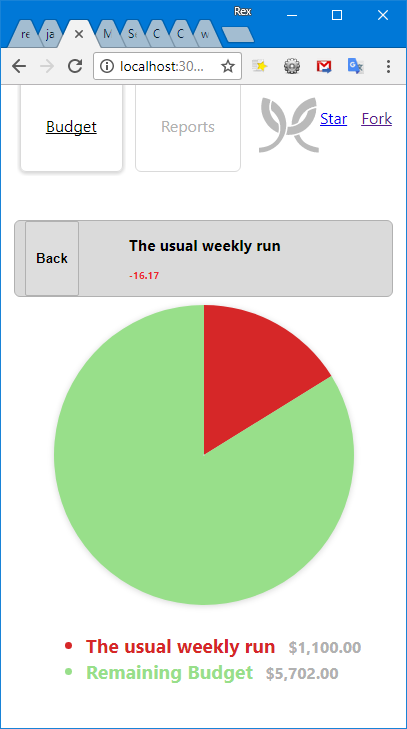 Rex
re
ja
M
C
C
w
localhost:30...
Budget
Reports
Star
Fork
Back
The usual weekly run
-16.17
The usual weekly run $1,100.00
Remaining Budget $5,702.00